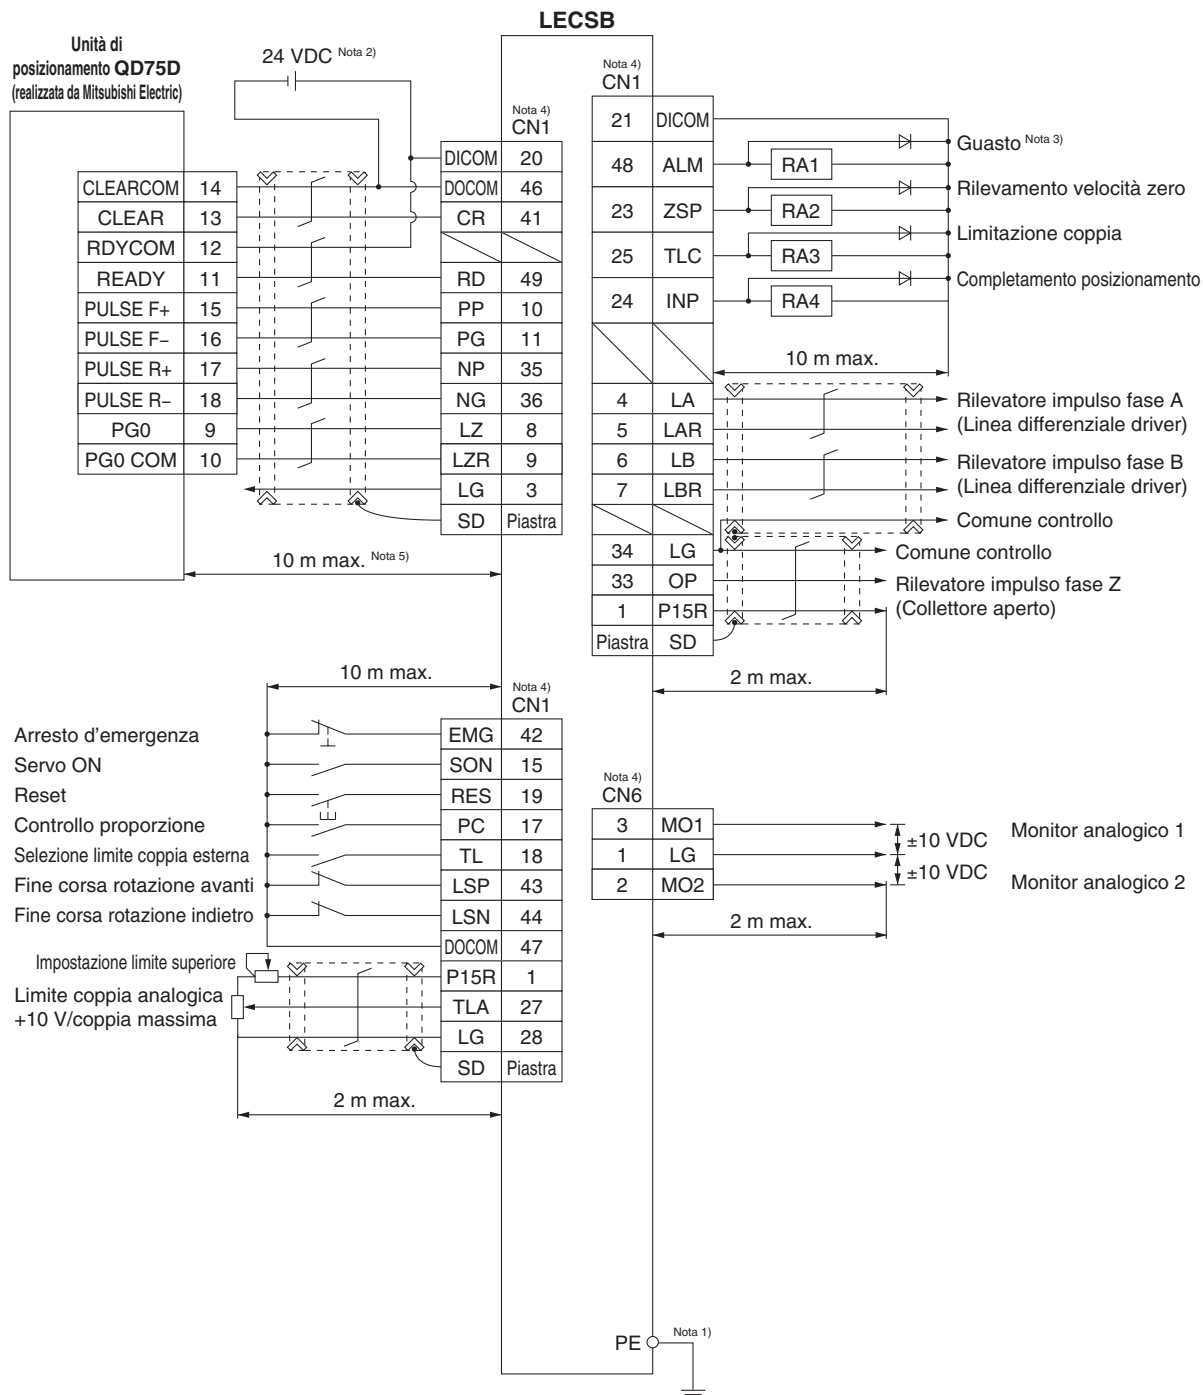 LECSB
Unità di
posizionamento QD75D
(realizzata da Mitsubishi Electric)
24 VDC Nota 2)
Nota 4)
CN1
DICOM 20
CLEARCOM 14 DOCOM 46
CLEAR 13 CR 41
RDYCOM 12
READY 11 RD 49
PULSE F+ 15 PP 10
PULSE F− 16 PG 11
PULSE R+ 17 NP 35
PULSE R− 18 NG 36
PG0 9 LZ 8
PG0 COM 10 LZR 9
LG 3
SD Piastra
10 m max. Nota 5)
Nota 4)
CN1
21 DICOM
48 ALM RA1 Guasto Nota 3)
23 ZSP RA2 Rilevamento velocità zero
25 TLC RA3 Limitazione coppia
24 INP RA4 Completamento posizionamento
10 m max.
4 LA Rilevatore impulso fase A
5 LAR (Linea differenziale driver)
6 LB Rilevatore impulso fase B
7 LBR (Linea differenziale driver)
Comune controllo
34 LG Comune controllo
33 OP Rilevatore impulso fase Z
1 P15R (Collettore aperto)
Piastra SD
2 m max.
10 m max.
Nota 4)
CN1
Arresto d'emergenza EMG 42
Servo ON SON 15
Reset RES 19
Controllo proporzione PC 17
Selezione limite coppia esterna TL 18
Fine corsa rotazione avanti LSP 43
Fine corsa rotazione indietro LSN 44
DOCOM 47
Impostazione limite superiore P15R 1
Limite coppia analogica
+10 V/coppia massima TLA 27
LG 28
SD Piastra
2 m max.
Nota 4)
CN6
3 MO1 Monitor analogico 1
±10 VDC
1 LG
±10 VDC
2 MO2 Monitor analogico 2
2 m max.
PE Nota 1)